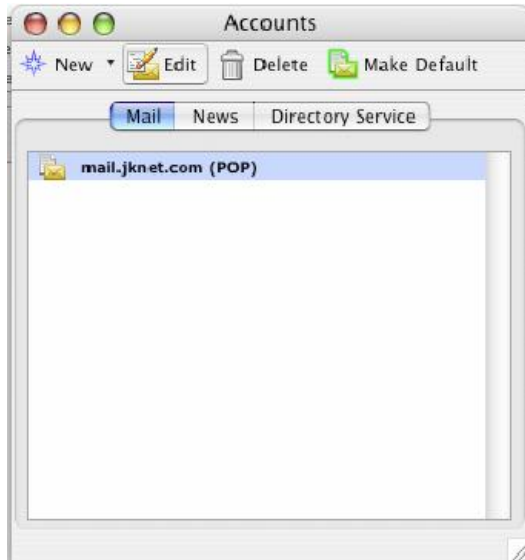 Accounts
New Edit Delete Make Default
Mail News Directory Service
mail.jknet.com (POP)